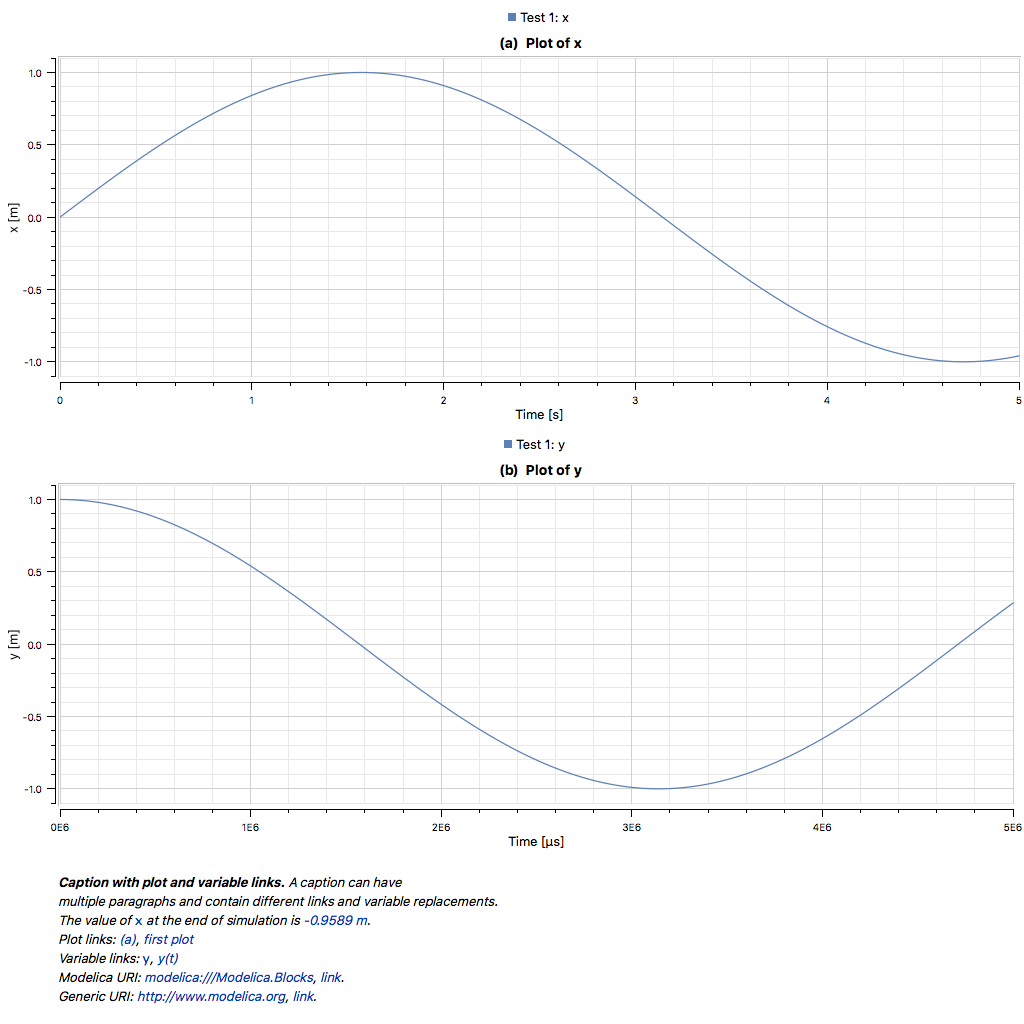 Test 1: x
(a) Plot of x
1.0
0.5
0.0
-0.5
-1.0
x [m]
0 1 2 3 4 5
Time [s]
Test 1: y
(b) Plot of y
1.0
0.5
0.0
-0.5
-1.0
y [m]
0E6 1E6 2E6 3E6 4E6 5E6
Time [µs]
Caption with plot and variable links. A caption can have
multiple paragraphs and contain different links and variable replacements.
The value of x at the end of simulation is -0.9589 m.
Plot links: (a), first plot
Variable links: y, y(t)
Modelica URI: modelica:///Modelica.Blocks, link.
Generic URI: http://www.modelica.org, link.